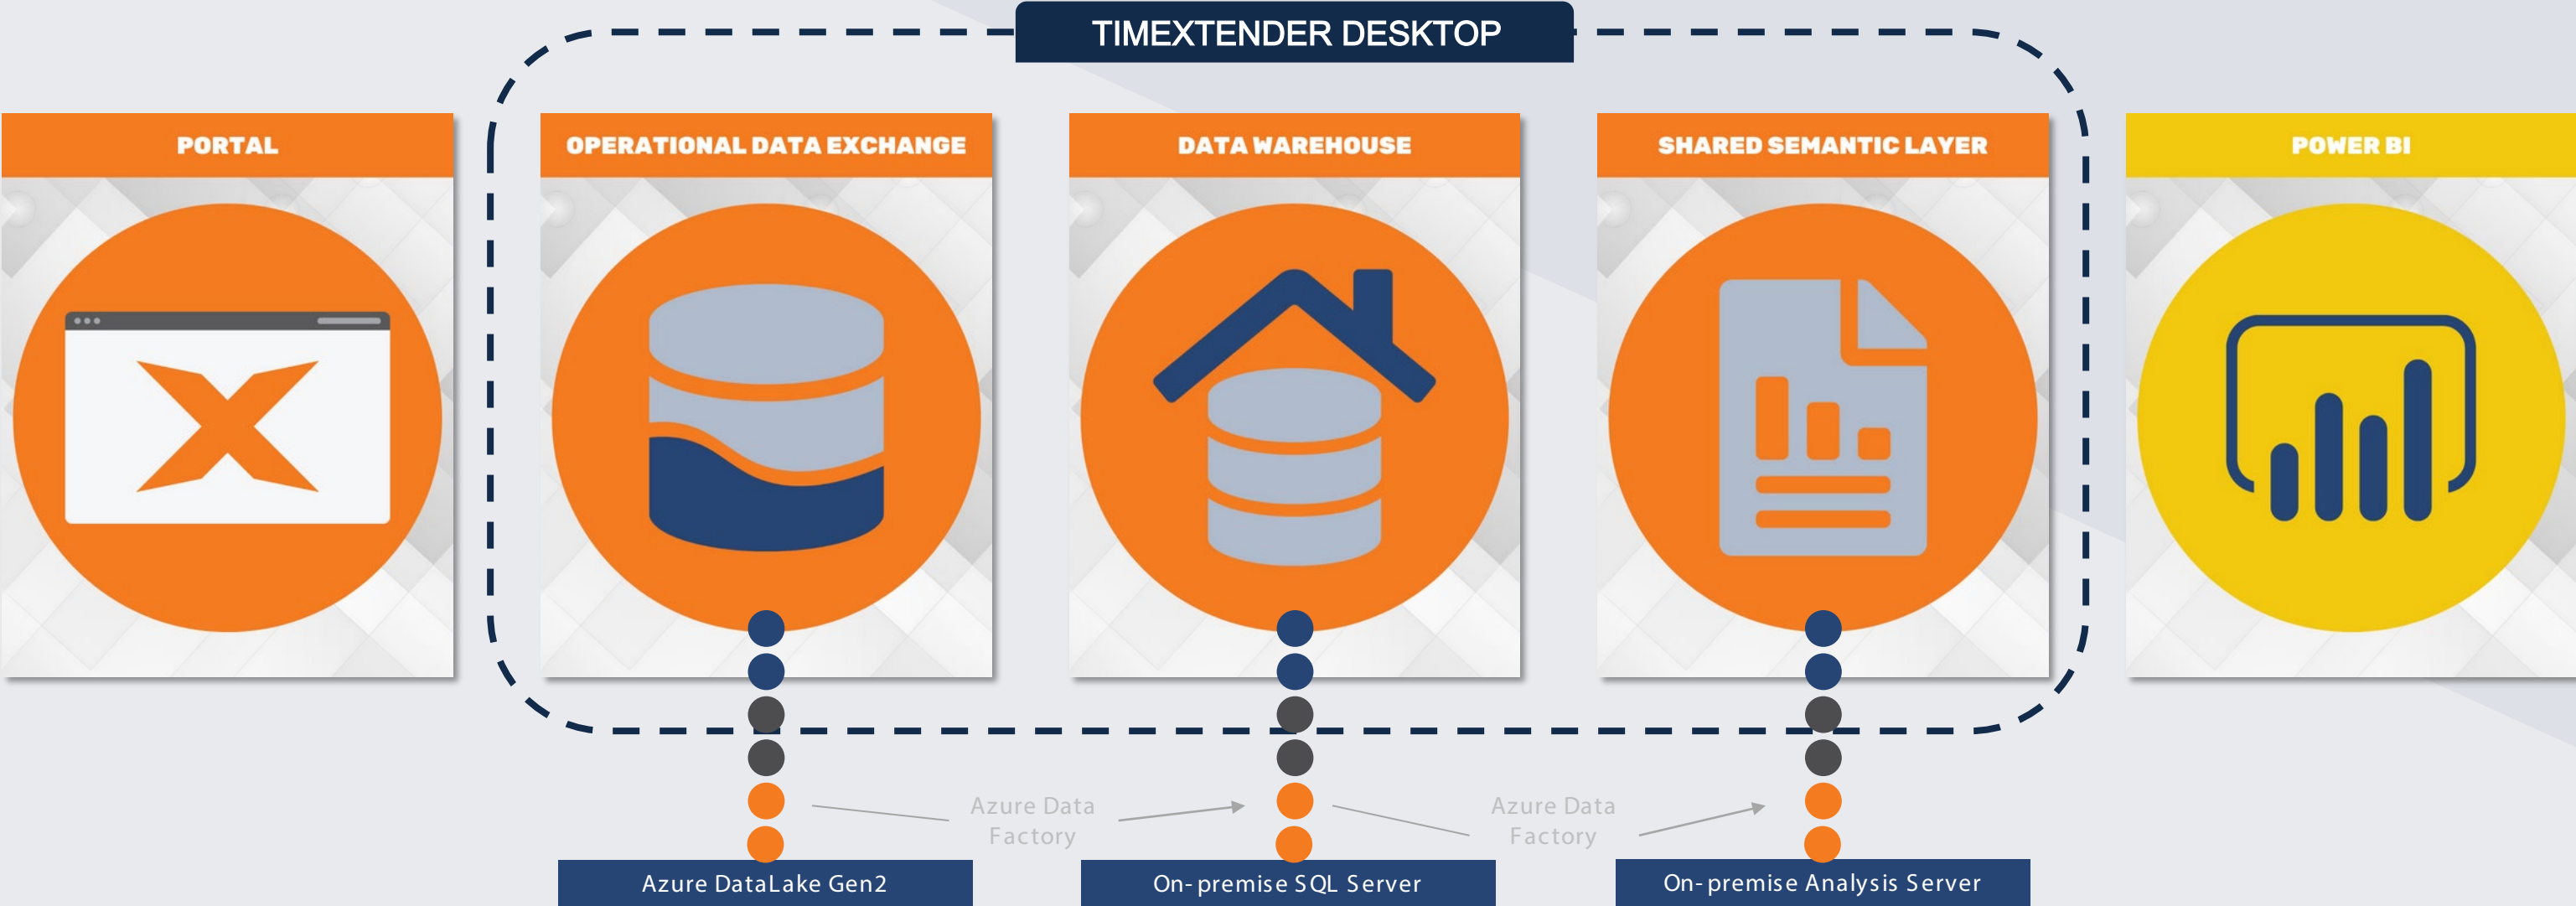 TIMEXTENDER DESKTOP
PORTAL
OPERATIONAL DATA EXCHANGE
DATA WAREHOUSE
SHARED SEMANTIC LAYER
POWER BI
Azure Data
Factory
Azure Data
Factory
Azure DataLake Gen2
On-premise SQL Server
On-premise Analysis Server